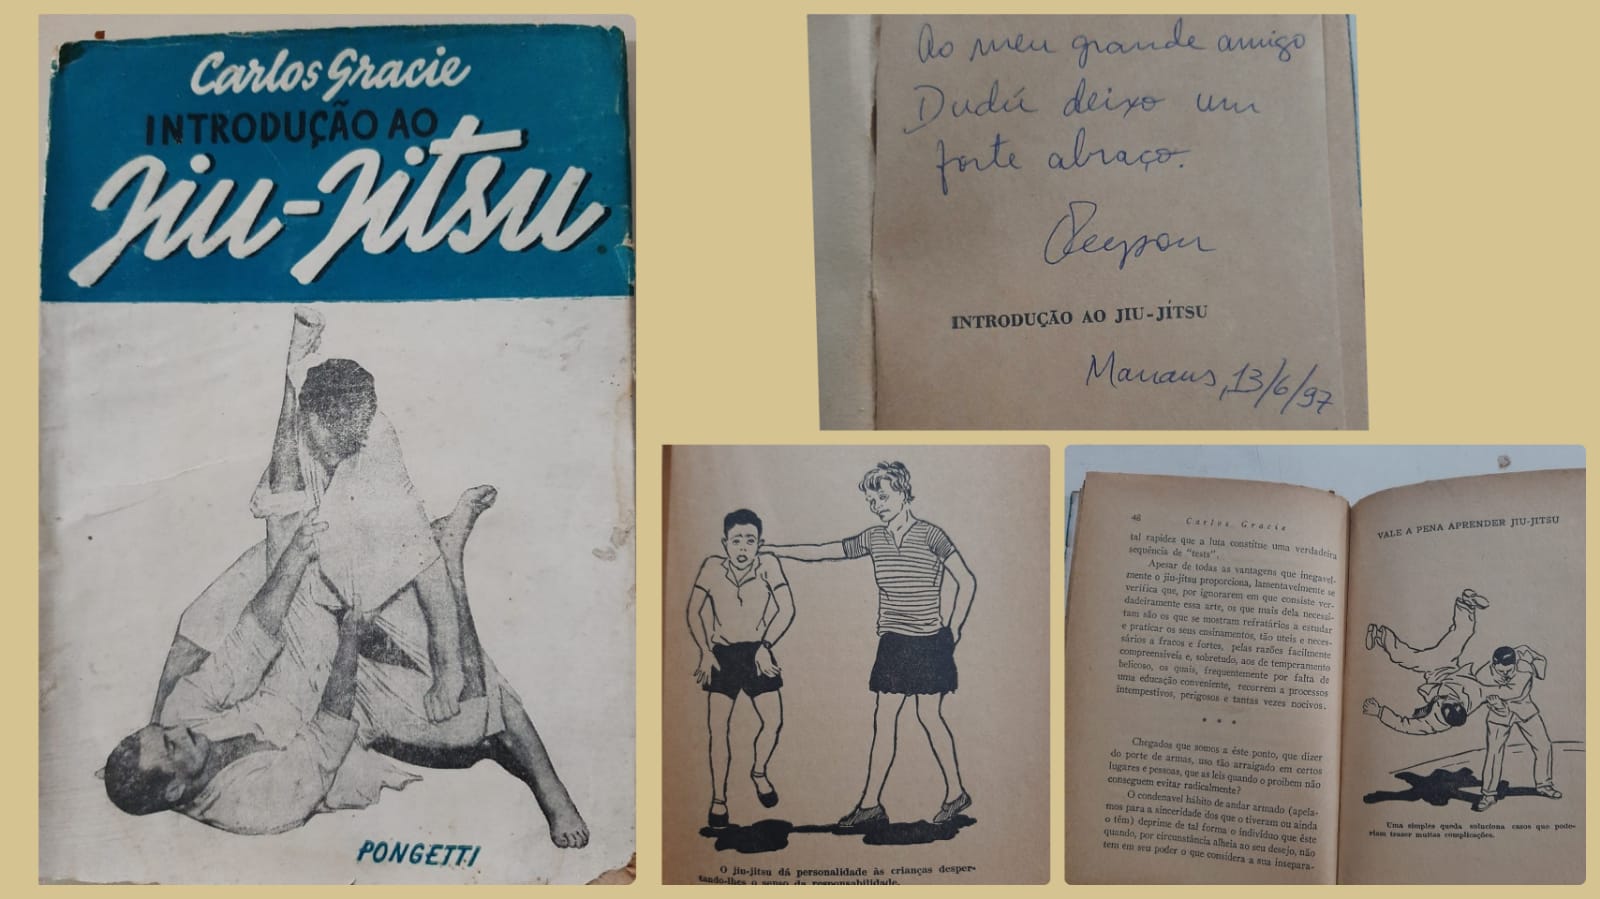 Carlos Gracie
INTRODUÇÃO AO
Jiu-Jitsu
PONGETTI
Ao meu grande amigo
Dudú deixo um
forte abraço.
INTRODUÇÃO AO JIU-JÍTSU
Manaus, 13/6/97
O jiu-jitsu dá personalidade às crianças desper-
tando-lhes o senso da responsabilidade.
48
Carlos Gracie
tal rapidez que a luta constitue uma verdadeira
sequência de "tests".
Apesar de todas as vantagens que inegavel-
mente o jiu-jitsu proporciona, lamentavelmente se
verifica que, por ignorarem em que consiste ver-
dadeiramente essa arte, os que mais dela necessi-
tam são os que se mostram refratários a estudar
e praticar os seus ensinamentos, tão uteis e neces-
sários a fracos e fortes, pelas razões facilmente
compreensiveis e, sobretudo, aos de temperamento
belicoso, os quais, frequentemente por falta de
uma educação conveniente, recorrem a processos
intempestivos, perigosos e tantas vezes nocivos.
* * *
Chegados que somos a êste ponto, que dizer
do porte de armas, uso tão arraigado em certos
lugares e pessoas, que as leis quando o proibem não
conseguem evitar radicalmente?
O condenavel hábito de andar armado (apela-
mos para a sinceridade dos que o tiveram ou ainda
o têm) deprime de tal forma o indivíduo que êste
quando, por circunstância alheia ao seu desejo, não
tem em seu poder o que considera a sua insepara-
VALE A PENA APRENDER JIU-JITSU
Uma simples queda soluciona casos que pode-
riam trazer muitas complicações.